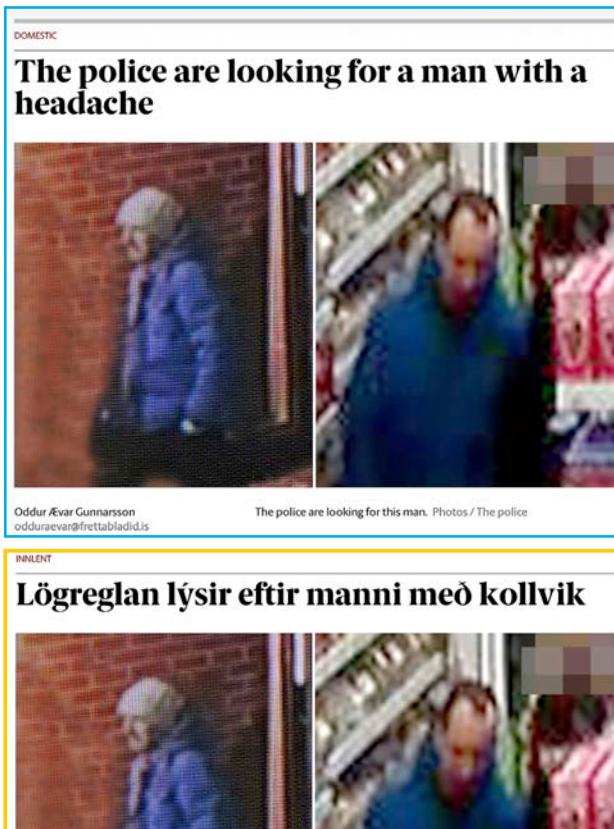 DOMESTIC
The police are looking for a man with a
headache
Oddur Ævar Gunnarsson
odduraevar@frettabladid.is
The police are looking for this man. Photos / The police
INNLENT
Lögreglan lýsir eftir manni með kollvik